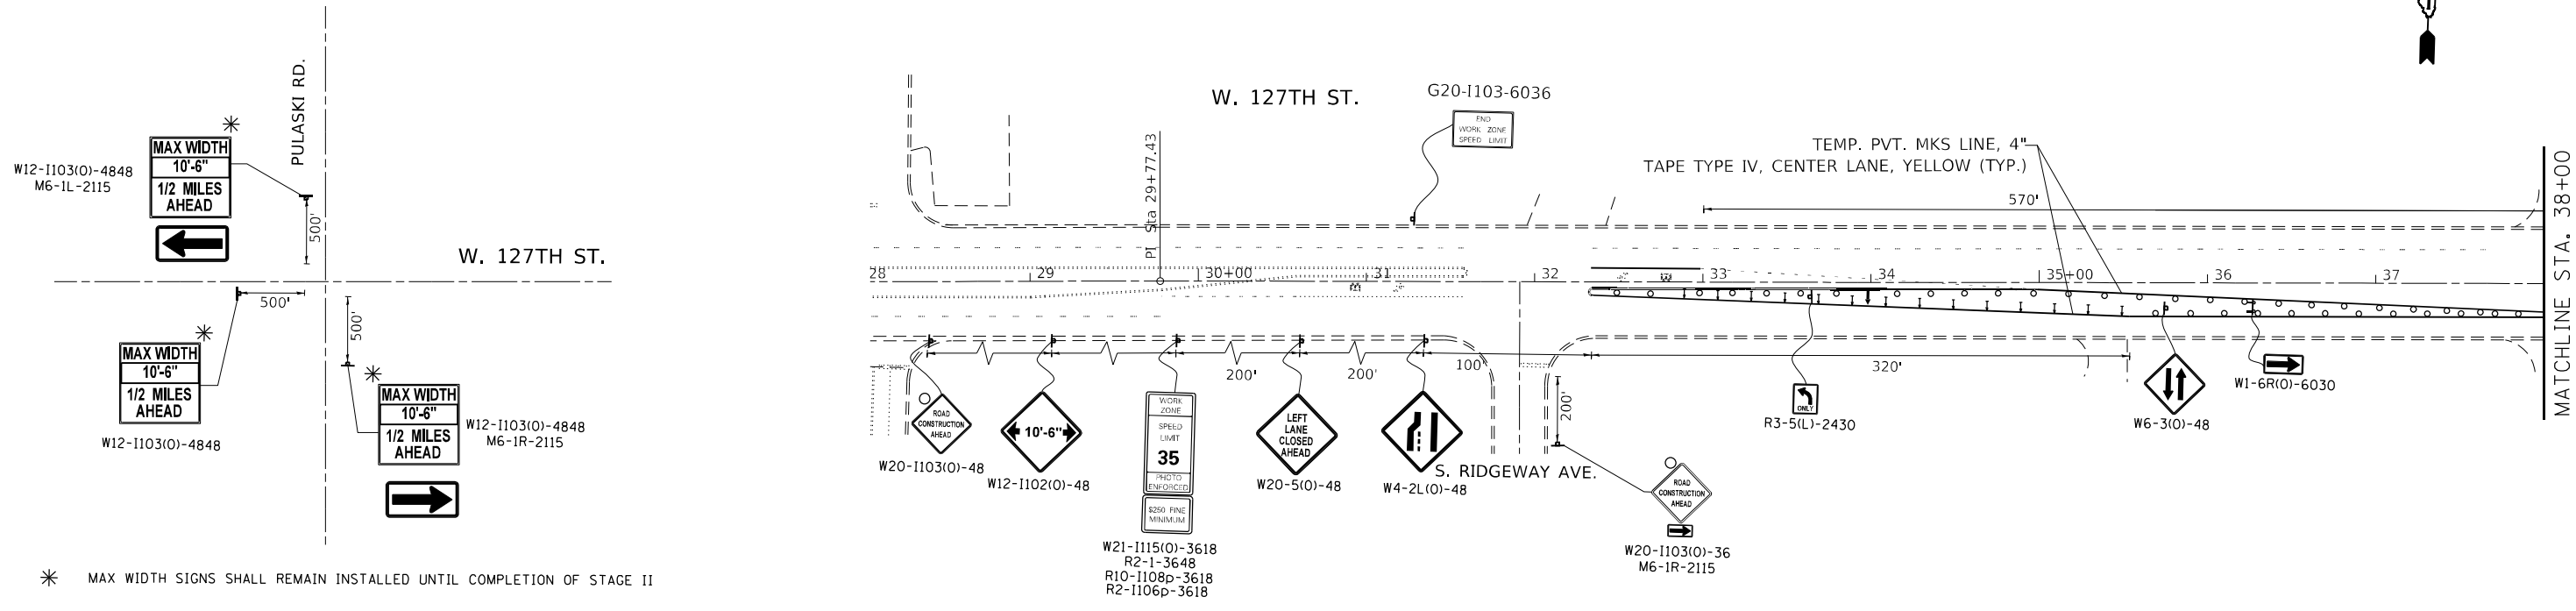 PULASKI RD.
W12-I103(O)-4848
M6-1L-2115
MAX WIDTH
10'-6"
1/2 MILES
AHEAD
500'
W. 127TH ST.
500'
500'
MAX WIDTH
10'-6"
1/2 MILES
AHEAD
W12-I103(O)-4848
MAX WIDTH
10'-6"
1/2 MILES
AHEAD
W12-I103(O)-4848
M6-1R-2115
MAX WIDTH SIGNS SHALL REMAIN INSTALLED UNTIL COMPLETION OF STAGE II
W. 127TH ST.
G20-I103-6036
END
WORK ZONE
SPEED LIMIT
PI Sta 29+77.43
TEMP. PVT. MKS LINE, 4"
TAPE TYPE IV, CENTER LANE, YELLOW (TYP.)
570'
MATCHLINE STA. 38+00
28
29
30+00
31
32
33
34
35+00
36
37
200'
200'
100'
320'
200'
ROAD
CONSTRUCTION
AHEAD
W20-I103(O)-48
10'-6"
W12-I102(O)-48
WORK
ZONE
SPEED
LIMIT
35
PHOTO
ENFORCED
$250 FINE
MINIMUM
W21-I115(O)-3618
R2-1-3648
R10-I108p-3618
R2-I106p-3618
LEFT
LANE
CLOSED
AHEAD
W20-5(O)-48
W4-2L(O)-48
S. RIDGEWAY AVE.
ROAD
CONSTRUCTION
AHEAD
W20-I103(O)-36
M6-1R-2115
ONLY
R3-5(L)-2430
W6-3(O)-48
W1-6R(O)-6030